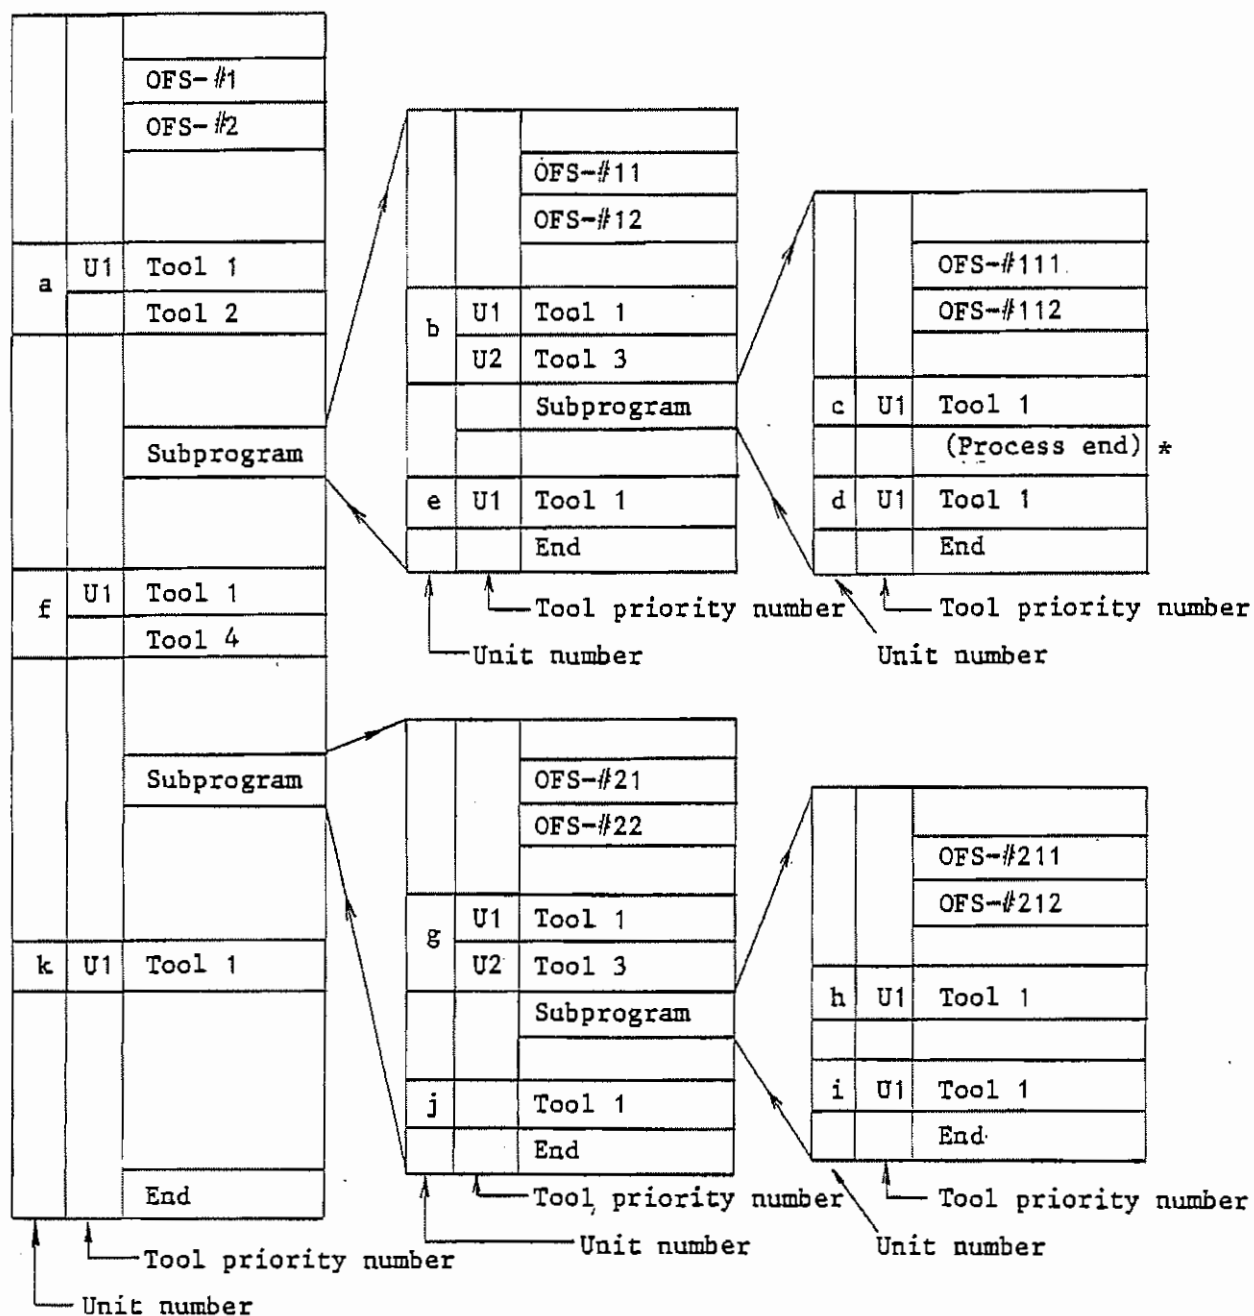 OFS-#1
OFS-#2
a U1 Tool 1
Tool 2
Subprogram
f U1 Tool 1
Tool 4
Subprogram
k U1 Tool 1
End
Tool priority number
Unit number
OFS-#11
OFS-#12
b U1 Tool 1
U2 Tool 3
Subprogram
e U1 Tool 1
End
Tool priority number
Unit number
OFS-#111
OFS-#112
c U1 Tool 1
(Process end) *
d U1 Tool 1
End
Tool priority number
Unit number
OFS-#21
OFS-#22
g U1 Tool 1
U2 Tool 3
Subprogram
j Tool 1
End
Tool priority number
Unit number
OFS-#211
OFS-#212
h U1 Tool 1
i U1 Tool 1
End
Tool priority number
Unit number